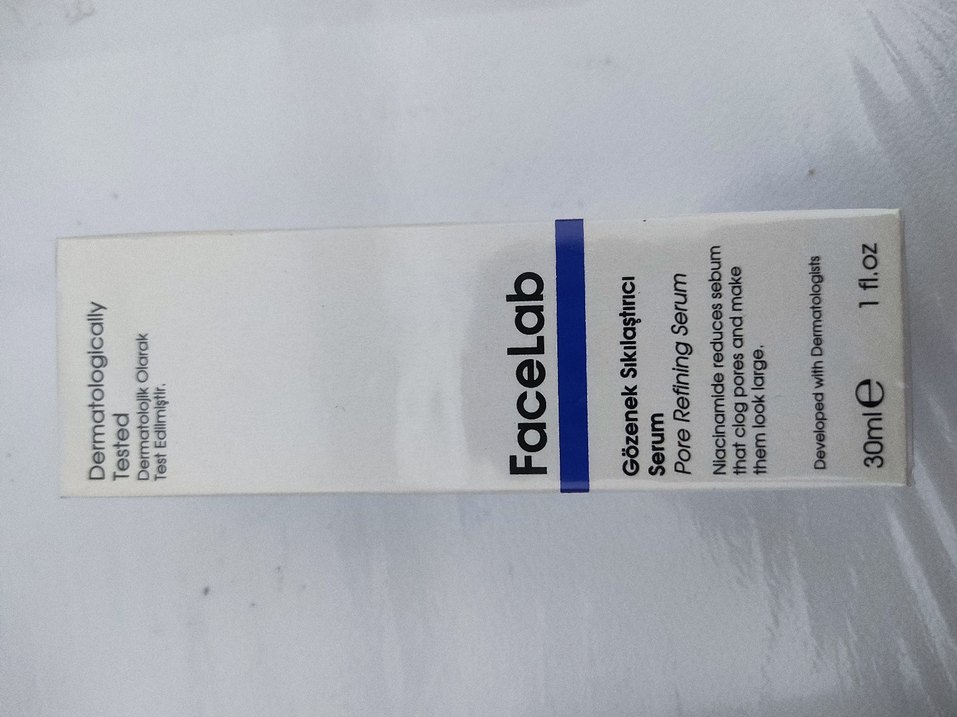 Dermatologically
Tested
Dermatolojik Olarak
Test Edilmiştir.
FaceLab
Gözenek Sıkılaştırıcı
Serum
Pore Refining Serum
Niacinamide reduces sebum
that clog pores and make
them look large.
Developed with Dermatologists
30ml℮ 1 fl.oz